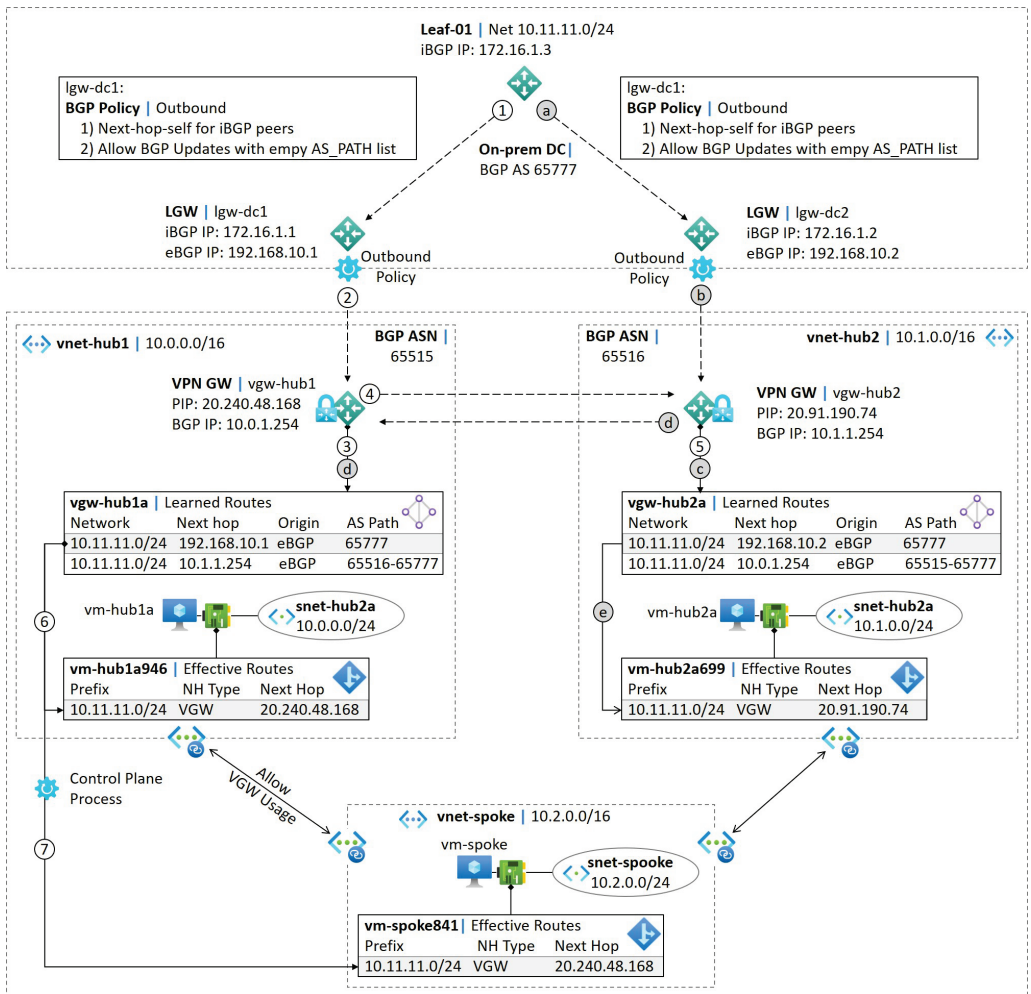 Leaf-01 | Net 10.11.11.0/24
iBGP IP: 172.16.1.3
lgw-dc1:
BGP Policy | Outbound
1) Next-hop-self for iBGP peers
2) Allow BGP Updates with empy AS_PATH list
lgw-dc1:
BGP Policy | Outbound
1) Next-hop-self for iBGP peers
2) Allow BGP Updates with empy AS_PATH list
1
a
On-prem DC|
BGP AS 65777
LGW | lgw-dc1
iBGP IP: 172.16.1.1
eBGP IP: 192.168.10.1
LGW | lgw-dc2
iBGP IP: 172.16.1.2
eBGP IP: 192.168.10.2
Outbound
Policy
Outbound
Policy
2
b
vnet-hub1 | 10.0.0.0/16
BGP ASN |
65515
BGP ASN |
65516
vnet-hub2 | 10.1.0.0/16
VPN GW | vgw-hub1
PIP: 20.240.48.168
BGP IP: 10.0.1.254
4
d
VPN GW | vgw-hub2
PIP: 20.91.190.74
BGP IP: 10.1.1.254
3
d
5
c
vgw-hub1a | Learned Routes
Network Next hop Origin AS Path
10.11.11.0/24 192.168.10.1 eBGP 65777
10.11.11.0/24 10.1.1.254 eBGP 65516-65777
vgw-hub2a | Learned Routes
Network Next hop Origin AS Path
10.11.11.0/24 192.168.10.2 eBGP 65777
10.11.11.0/24 10.0.1.254 eBGP 65515-65777
vm-hub1a
snet-hub2a
10.0.0.0/24
vm-hub2a
snet-hub2a
10.1.0.0/24
6
e
vm-hub1a946 | Effective Routes
Prefix NH Type Next Hop
10.11.11.0/24 VGW 20.240.48.168
vm-hub2a699 | Effective Routes
Prefix NH Type Next Hop
10.11.11.0/24 VGW 20.91.190.74
Control Plane
Process
Allow
VGW Usage
7
vnet-spoke | 10.2.0.0/16
vm-spoke
snet-spooke
10.2.0.0/24
vm-spoke841| Effective Routes
Prefix NH Type Next Hop
10.11.11.0/24 VGW 20.240.48.168